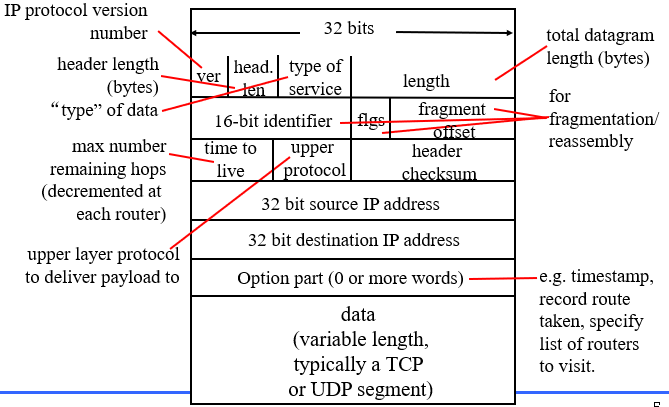 IP protocol version
number
header length
(bytes)
“type” of data
max number
remaining hops
(decremented at
each router)
upper layer protocol
to deliver payload to
32 bits
ver
head.
len
type of
service
length
16-bit identifier
flgs
fragment
offset
time to
live
upper
protocol
header
checksum
32 bit source IP address
32 bit destination IP address
Option part (0 or more words)
data
(variable length,
typically a TCP
or UDP segment)
total datagram
length (bytes)
for
fragmentation/
reassembly
e.g. timestamp,
record route
taken, specify
list of routers
to visit.